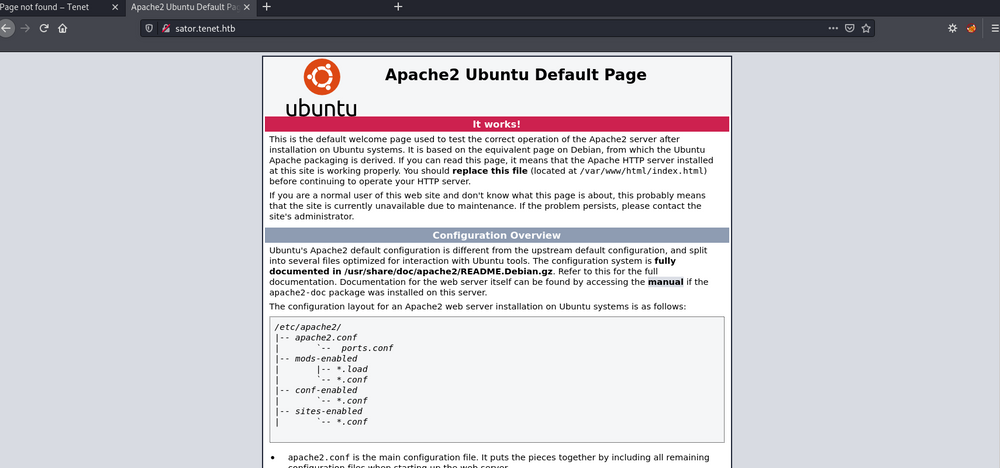 Page not found – Tenet
Apache2 Ubuntu Default Pa
sator.tenet.htb
ubuntu
Apache2 Ubuntu Default Page
It works!
This is the default welcome page used to test the correct operation of the Apache2 server after
installation on Ubuntu systems. It is based on the equivalent page on Debian, from which the Ubuntu
Apache packaging is derived. If you can read this page, it means that the Apache HTTP server installed
at this site is working properly. You should replace this file (located at /var/www/html/index.html)
before continuing to operate your HTTP server.
If you are a normal user of this web site and don't know what this page is about, this probably means
that the site is currently unavailable due to maintenance. If the problem persists, please contact the
site's administrator.
Configuration Overview
Ubuntu's Apache2 default configuration is different from the upstream default configuration, and split
into several files optimized for interaction with Ubuntu tools. The configuration system is fully
documented in /usr/share/doc/apache2/README.Debian.gz. Refer to this for the full
documentation. Documentation for the web server itself can be found by accessing the manual if the
apache2-doc package was installed on this server.
The configuration layout for an Apache2 web server installation on Ubuntu systems is as follows:
/etc/apache2/
|-- apache2.conf
|       `--  ports.conf
|-- mods-enabled
|       |-- *.load
|       `-- *.conf
|-- conf-enabled
|       `-- *.conf
|-- sites-enabled
|       `-- *.conf
• apache2.conf is the main configuration file. It puts the pieces together by including all remaining
configuration files when starting up the web server.